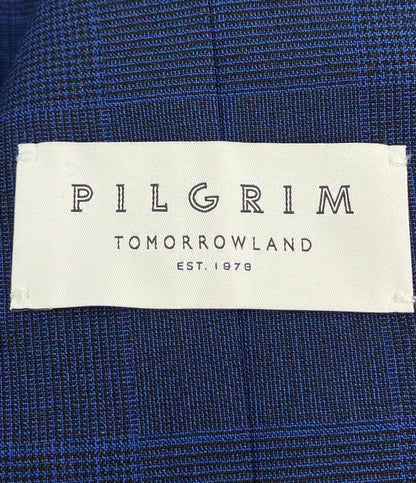 PILGRIM
TOMORROWLAND
EST. 1978